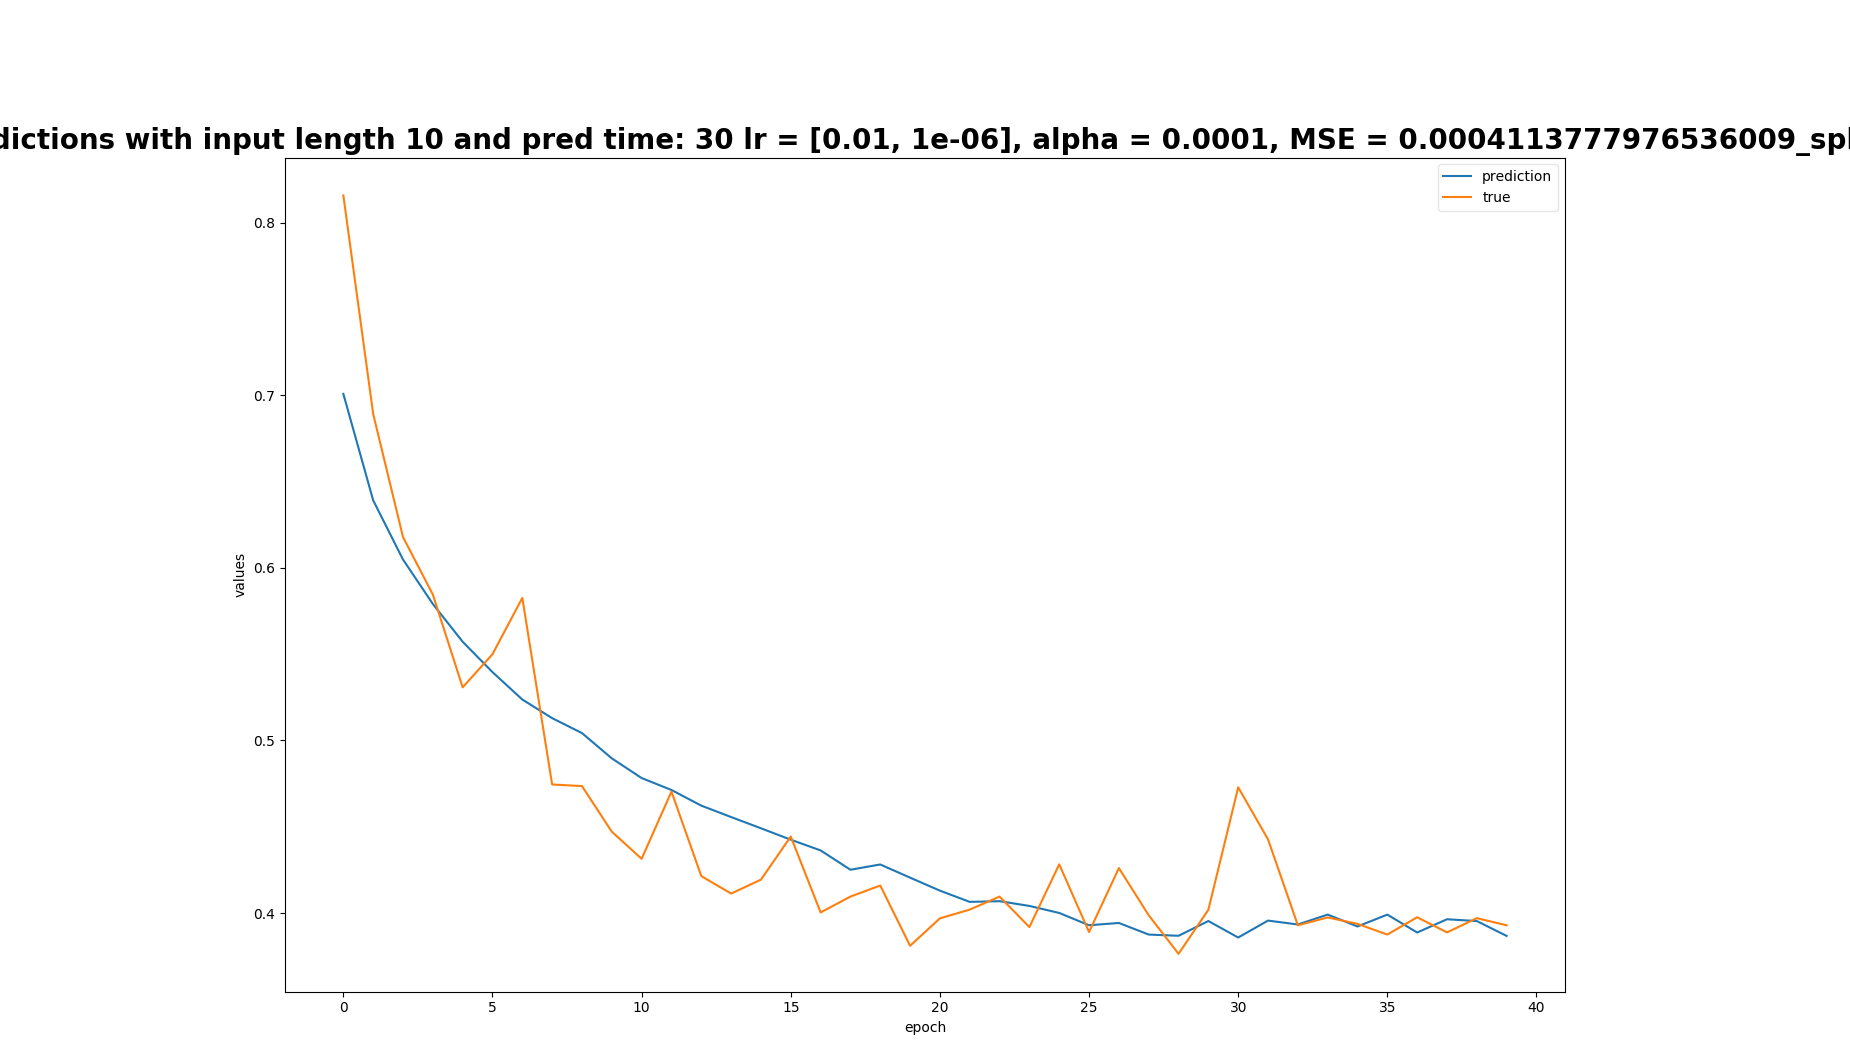 dictions with input length 10 and pred time: 30 lr = [0.01, 1e-06], alpha = 0.0001, MSE = 0.0004113777976536009_spl
prediction
true
0.8
0.7
0.6
0.5
0.4
values
0 5 10 15 20 25 30 35 40
epoch